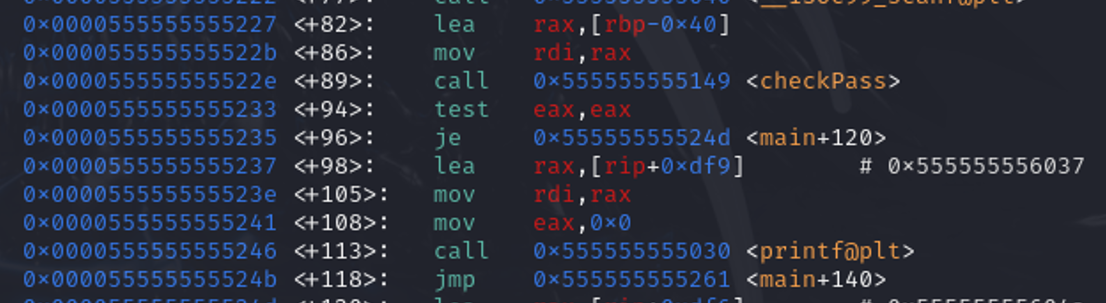 0x0000555555555227 <+82>: lea rax,[rbp-0x40]
0x000055555555522b <+86>: mov rdi,rax
0x000055555555522e <+89>: call 0x555555555149 <checkPass>
0x0000555555555233 <+94>: test eax,eax
0x0000555555555235 <+96>: je 0x55555555524d <main+120>
0x0000555555555237 <+98>: lea rax,[rip+0xdf9] # 0x555555556037
0x000055555555523e <+105>: mov rdi,rax
0x0000555555555241 <+108>: mov eax,0x0
0x0000555555555246 <+113>: call 0x555555555030 <printf@plt>
0x000055555555524b <+118>: jmp 0x555555555261 <main+140>